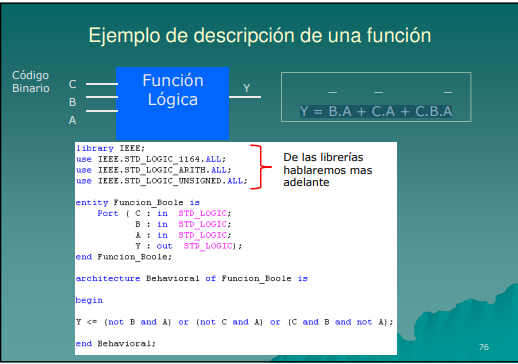 Ejemplo de descripción de una función
Código
Binario
C
B
A
Función
Lógica
Y
_ _ _
Y = B.A + C.A + C.B.A
library IEEE;
use IEEE.STD_LOGIC_1164.ALL;
use IEEE.STD_LOGIC_ARITH.ALL;
use IEEE.STD_LOGIC_UNSIGNED.ALL;
De las librerías
hablaremos mas
adelante
entity Funcion_Boole is
Port ( C : in STD_LOGIC;
B : in STD_LOGIC;
A : in STD_LOGIC;
Y : out STD_LOGIC);
end Funcion_Boole;
architecture Behavioral of Funcion_Boole is
begin
Y <= (not B and A) or (not C and A) or (C and B and not A);
end Behavioral;
76